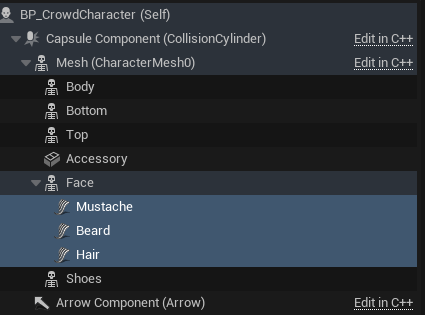 BP_CrowdCharacter (Self)
Capsule Component (CollisionCylinder) Edit in C++
Mesh (CharacterMesh0) Edit in C++
Body
Bottom
Top
Accessory
Face
Mustache
Beard
Hair
Shoes
Arrow Component (Arrow) Edit in C++